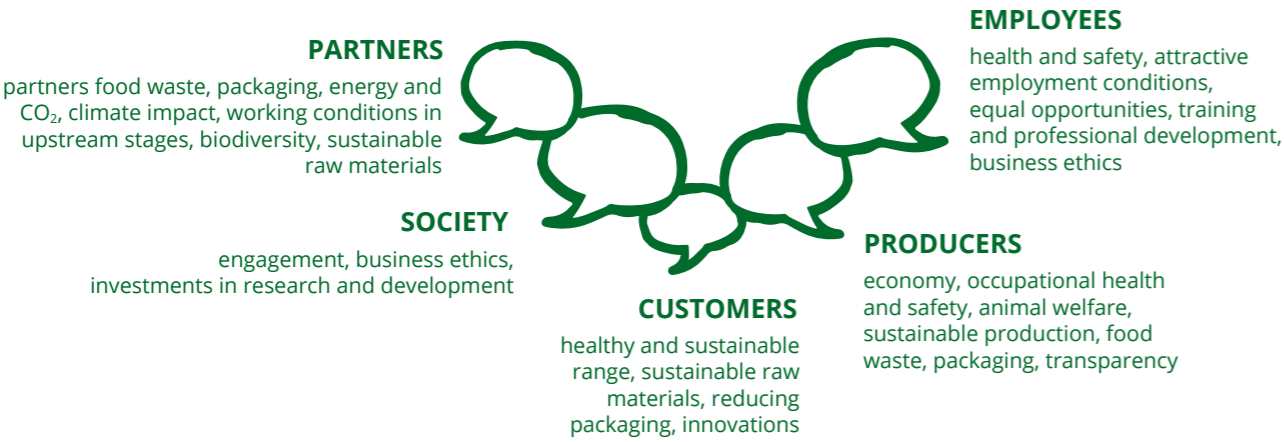 PARTNERS
partners food waste, packaging, energy and
CO₂, climate impact, working conditions in
upstream stages, biodiversity, sustainable
raw materials
SOCIETY
engagement, business ethics,
investments in research and development
CUSTOMERS
healthy and sustainable
range, sustainable raw
materials, reducing
packaging, innovations
PRODUCERS
economy, occupational health
and safety, animal welfare,
sustainable production, food
waste, packaging, transparency
EMPLOYEES
health and safety, attractive
employment conditions,
equal opportunities, training
and professional development,
business ethics